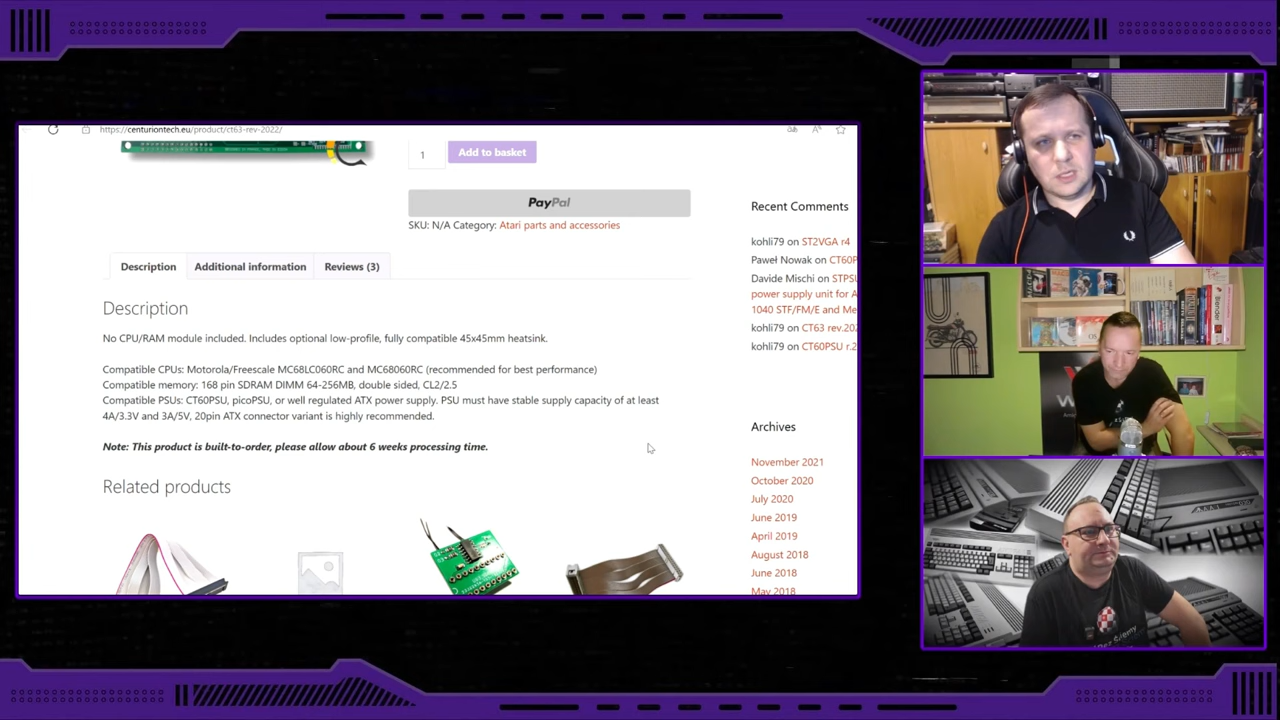 https://centuriontech.eu/product/ct63-rev-2022/
1
Add to basket
PayPal
SKU: N/A Category: Atari parts and accessories
Description
Additional information
Reviews (3)
Description
No CPU/RAM module included. Includes optional low-profile, fully compatible 45x45mm heatsink.
Compatible CPUs: Motorola/Freescale MC68LC060RC and MC68060RC (recommended for best performance)
Compatible memory: 168 pin SDRAM DIMM 64-256MB, double sided, CL2/2.5
Compatible PSUs: CT60PSU, picoPSU, or well regulated ATX power supply. PSU must have stable supply capacity of at least
4A/3.3V and 3A/5V, 20pin ATX connector variant is highly recommended.
Note: This product is built-to-order, please allow about 6 weeks processing time.
Related products
Recent Comments
kohli79 on ST2VGA r4
Paweł Nowak on CT60P
Davide Mischi on STPSU
power supply unit for A
1040 STF/FM/E and Me
kohli79 on CT63 rev.202
kohli79 on CT60PSU r.2
Archives
November 2021
October 2020
July 2020
June 2019
April 2019
August 2018
June 2018
May 2018